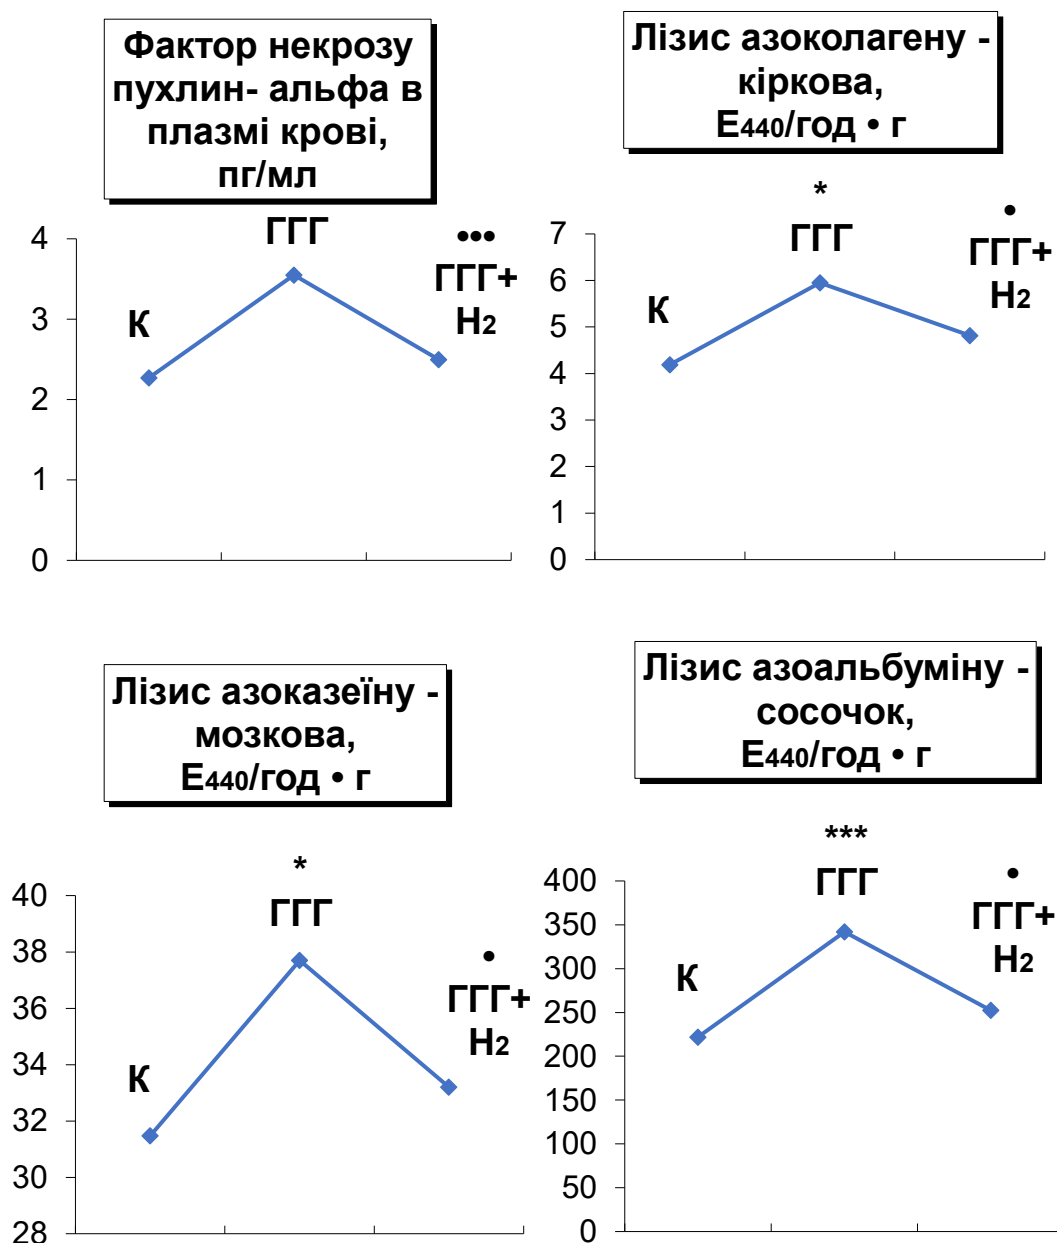 Фактор некрозу
пухлин- альфа в
плазмі крові,
пг/мл
4
3
2
1
0
К
ГГГ
•••
ГГГ+
Н2
Лізис азоколагену -
кіркова,
Е440/год • г
7
6
5
4
3
2
1
0
К
*
ГГГ
•
ГГГ+
Н2
Лізис азоказеїну -
мозкова,
Е440/год • г
40
38
36
34
32
30
28
К
*
ГГГ
•
ГГГ+
Н2
Лізис азоальбуміну -
сосочок,
Е440/год • г
400
350
300
250
200
150
100
50
0
К
***
ГГГ
•
ГГГ+
Н2